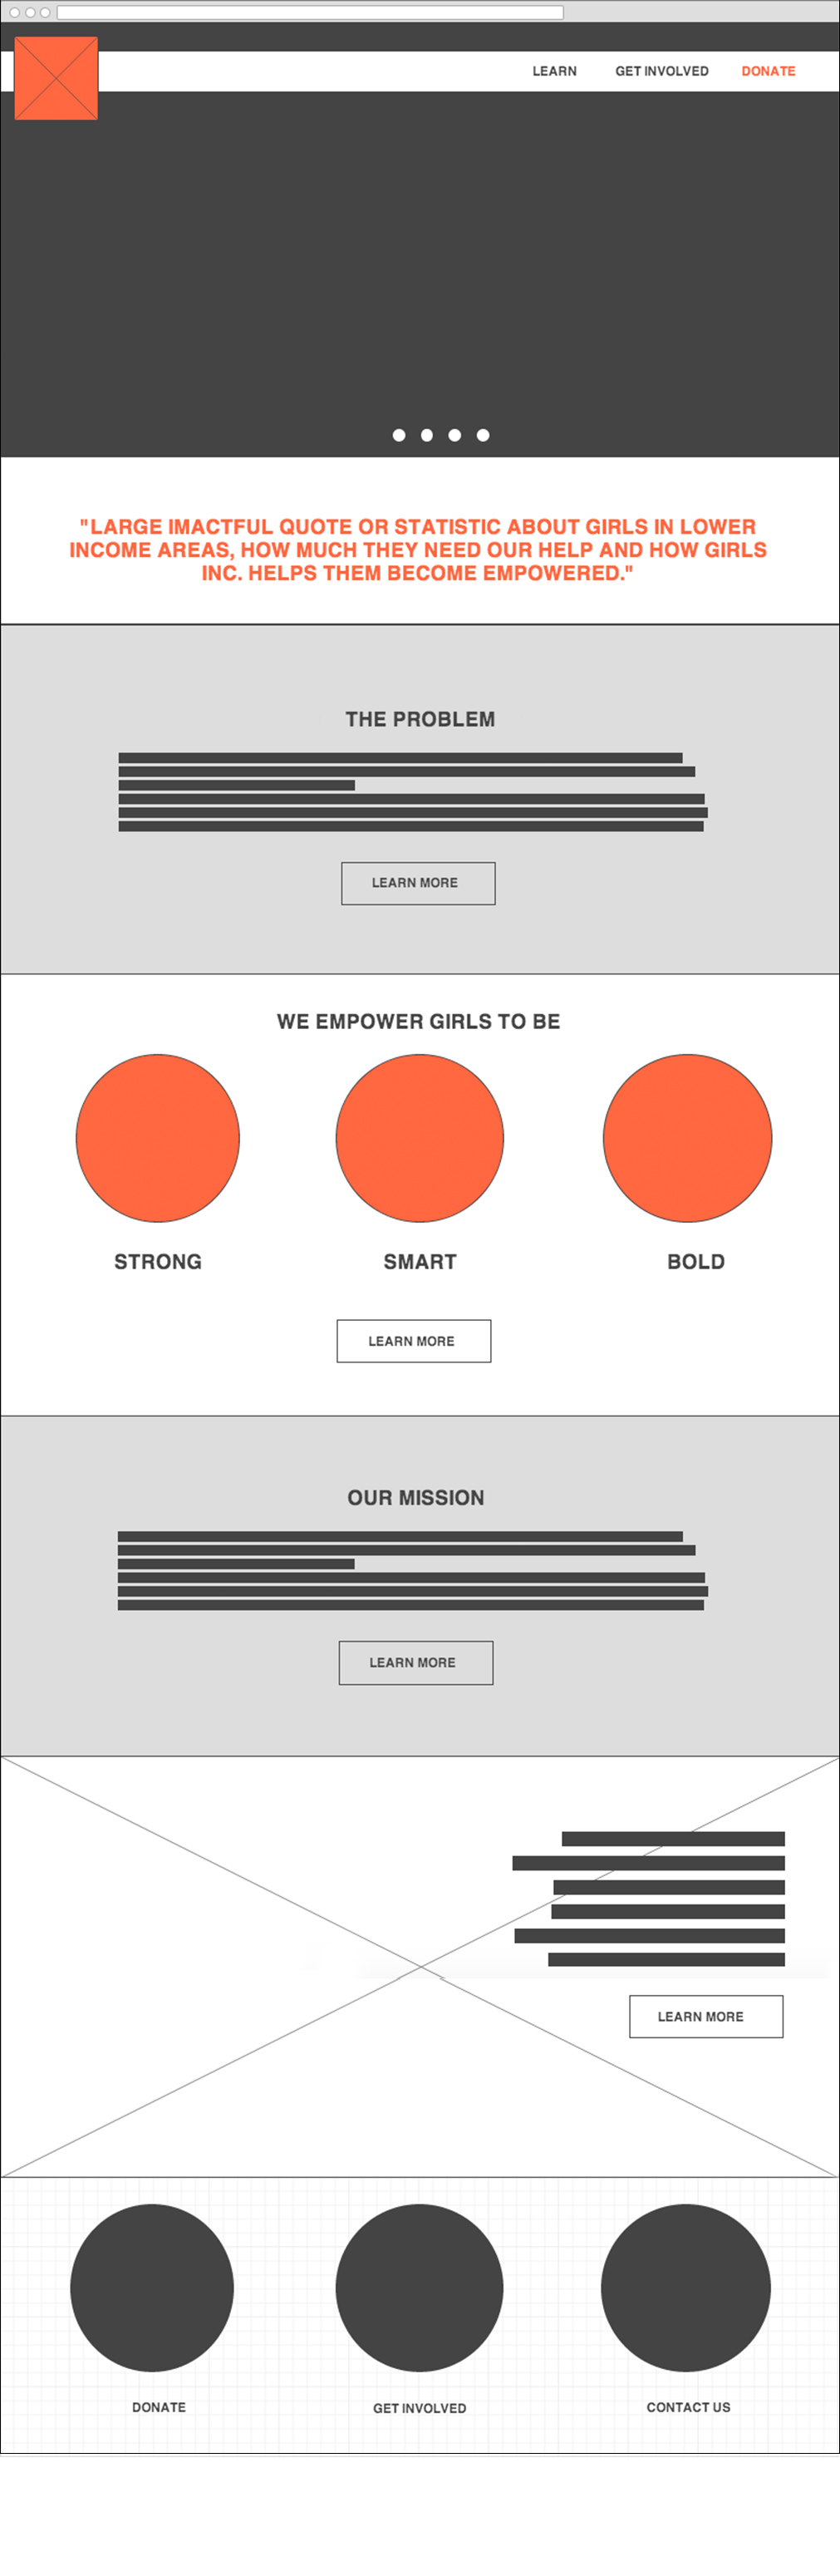 LEARN GET INVOLVED DONATE
"LARGE IMACTFUL QUOTE OR STATISTIC ABOUT GIRLS IN LOWER
INCOME AREAS, HOW MUCH THEY NEED OUR HELP AND HOW GIRLS
INC. HELPS THEM BECOME EMPOWERED."
THE PROBLEM
LEARN MORE
WE EMPOWER GIRLS TO BE
STRONG SMART BOLD
LEARN MORE
OUR MISSION
LEARN MORE
LEARN MORE
DONATE GET INVOLVED CONTACT US